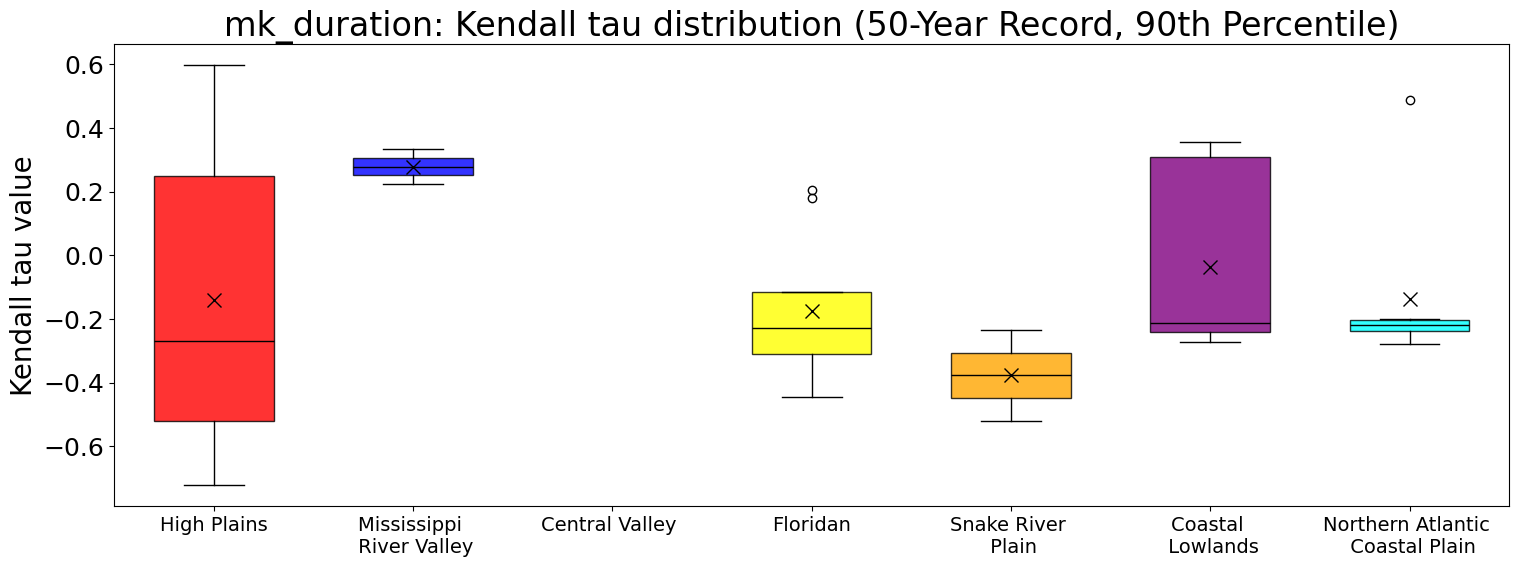 mk_duration: Kendall tau distribution (50-Year Record, 90th Percentile)
Kendall tau value
0.6
0.4
0.2
0.0
−0.2
−0.4
−0.6
High Plains
Mississippi
River Valley
Central Valley
Floridan
Snake River
Plain
Coastal
Lowlands
Northern Atlantic
Coastal Plain